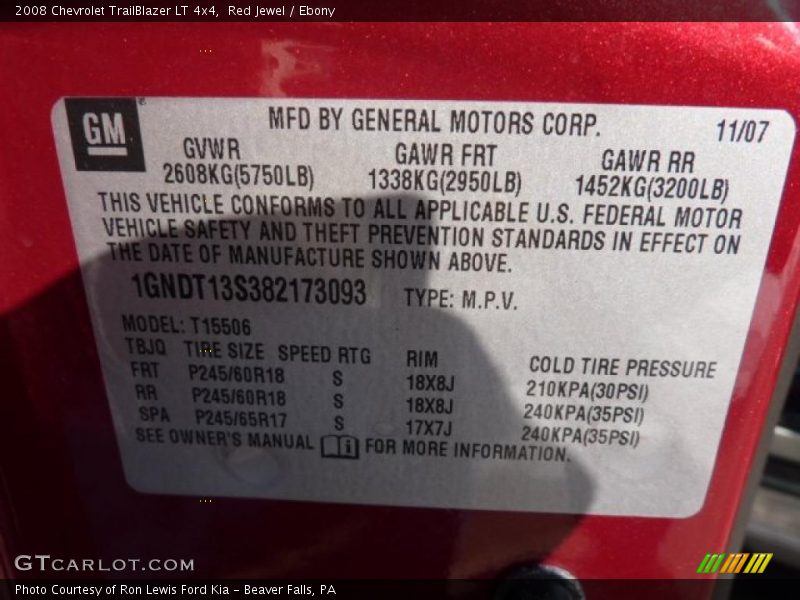 2008 Chevrolet TrailBlazer LT 4x4, Red Jewel / Ebony
GM
MFD BY GENERAL MOTORS CORP. 11/07
GVWR GAWR FRT GAWR RR
2608KG(5750LB) 1338KG(2950LB) 1452KG(3200LB)
THIS VEHICLE CONFORMS TO ALL APPLICABLE U.S. FEDERAL MOTOR
VEHICLE SAFETY AND THEFT PREVENTION STANDARDS IN EFFECT ON
THE DATE OF MANUFACTURE SHOWN ABOVE.
1GNDT13S382173093 TYPE: M.P.V.
MODEL: T15506
TBJQ TIRE SIZE SPEED RTG RIM COLD TIRE PRESSURE
FRT P245/60R18 S 18X8J 210KPA(30PSI)
RR P245/60R18 S 18X8J 240KPA(35PSI)
SPA P245/65R17 S 17X7J 240KPA(35PSI)
SEE OWNER'S MANUAL FOR MORE INFORMATION.
GTCARLOT.COM
Photo Courtesy of Ron Lewis Ford Kia - Beaver Falls, PA